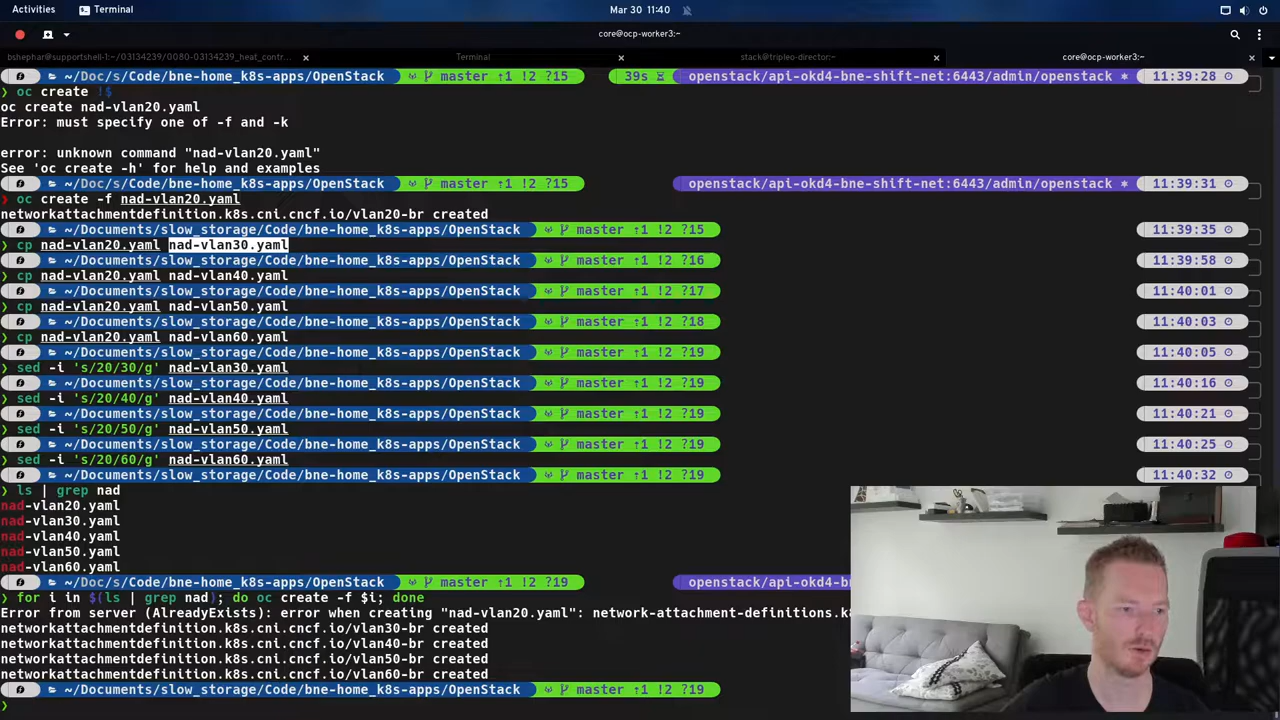 Activities Terminal Mar 30 11:40
core@ocp-worker3:~
bshephar@supportshell-1:~/03134239/0080-03134239_heat_contr... Terminal stack@tripleo-director:~ core@ocp-worker3:~
~/Doc/s/Code/bne-home_k8s-apps/OpenStack master ↑1 !2 ?15 39s openstack/api-okd4-bne-shift-net:6443/admin/openstack 11:39:28
❯ oc create !$
oc create nad-vlan20.yaml
Error: must specify one of -f and -k
error: unknown command "nad-vlan20.yaml"
See 'oc create -h' for help and examples
~/Doc/s/Code/bne-home_k8s-apps/OpenStack master ↑1 !2 ?15 openstack/api-okd4-bne-shift-net:6443/admin/openstack 11:39:31
❯ oc create -f nad-vlan20.yaml
networkattachmentdefinition.k8s.cni.cncf.io/vlan20-br created
~/Documents/slow_storage/Code/bne-home_k8s-apps/OpenStack master ↑1 !2 ?15 11:39:35
❯ cp nad-vlan20.yaml nad-vlan30.yaml
~/Documents/slow_storage/Code/bne-home_k8s-apps/OpenStack master ↑1 !2 ?16 11:39:58
❯ cp nad-vlan20.yaml nad-vlan40.yaml
~/Documents/slow_storage/Code/bne-home_k8s-apps/OpenStack master ↑1 !2 ?17 11:40:01
❯ cp nad-vlan20.yaml nad-vlan50.yaml
~/Documents/slow_storage/Code/bne-home_k8s-apps/OpenStack master ↑1 !2 ?18 11:40:03
❯ cp nad-vlan20.yaml nad-vlan60.yaml
~/Documents/slow_storage/Code/bne-home_k8s-apps/OpenStack master ↑1 !2 ?19 11:40:05
❯ sed -i 's/20/30/g' nad-vlan30.yaml
~/Documents/slow_storage/Code/bne-home_k8s-apps/OpenStack master ↑1 !2 ?19 11:40:16
❯ sed -i 's/20/40/g' nad-vlan40.yaml
~/Documents/slow_storage/Code/bne-home_k8s-apps/OpenStack master ↑1 !2 ?19 11:40:21
❯ sed -i 's/20/50/g' nad-vlan50.yaml
~/Documents/slow_storage/Code/bne-home_k8s-apps/OpenStack master ↑1 !2 ?19 11:40:25
❯ sed -i 's/20/60/g' nad-vlan60.yaml
~/Documents/slow_storage/Code/bne-home_k8s-apps/OpenStack master ↑1 !2 ?19 11:40:32
❯ ls | grep nad
nad-vlan20.yaml
nad-vlan30.yaml
nad-vlan40.yaml
nad-vlan50.yaml
nad-vlan60.yaml
~/Doc/s/Code/bne-home_k8s-apps/OpenStack master ↑1 !2 ?19 openstack/api-okd4-b
❯ for i in $(ls | grep nad); do oc create -f $i; done
Error from server (AlreadyExists): error when creating "nad-vlan20.yaml": network-attachment-definitions.k
networkattachmentdefinition.k8s.cni.cncf.io/vlan30-br created
networkattachmentdefinition.k8s.cni.cncf.io/vlan40-br created
networkattachmentdefinition.k8s.cni.cncf.io/vlan50-br created
networkattachmentdefinition.k8s.cni.cncf.io/vlan60-br created
~/Documents/slow_storage/Code/bne-home_k8s-apps/OpenStack master ↑1 !2 ?19
❯